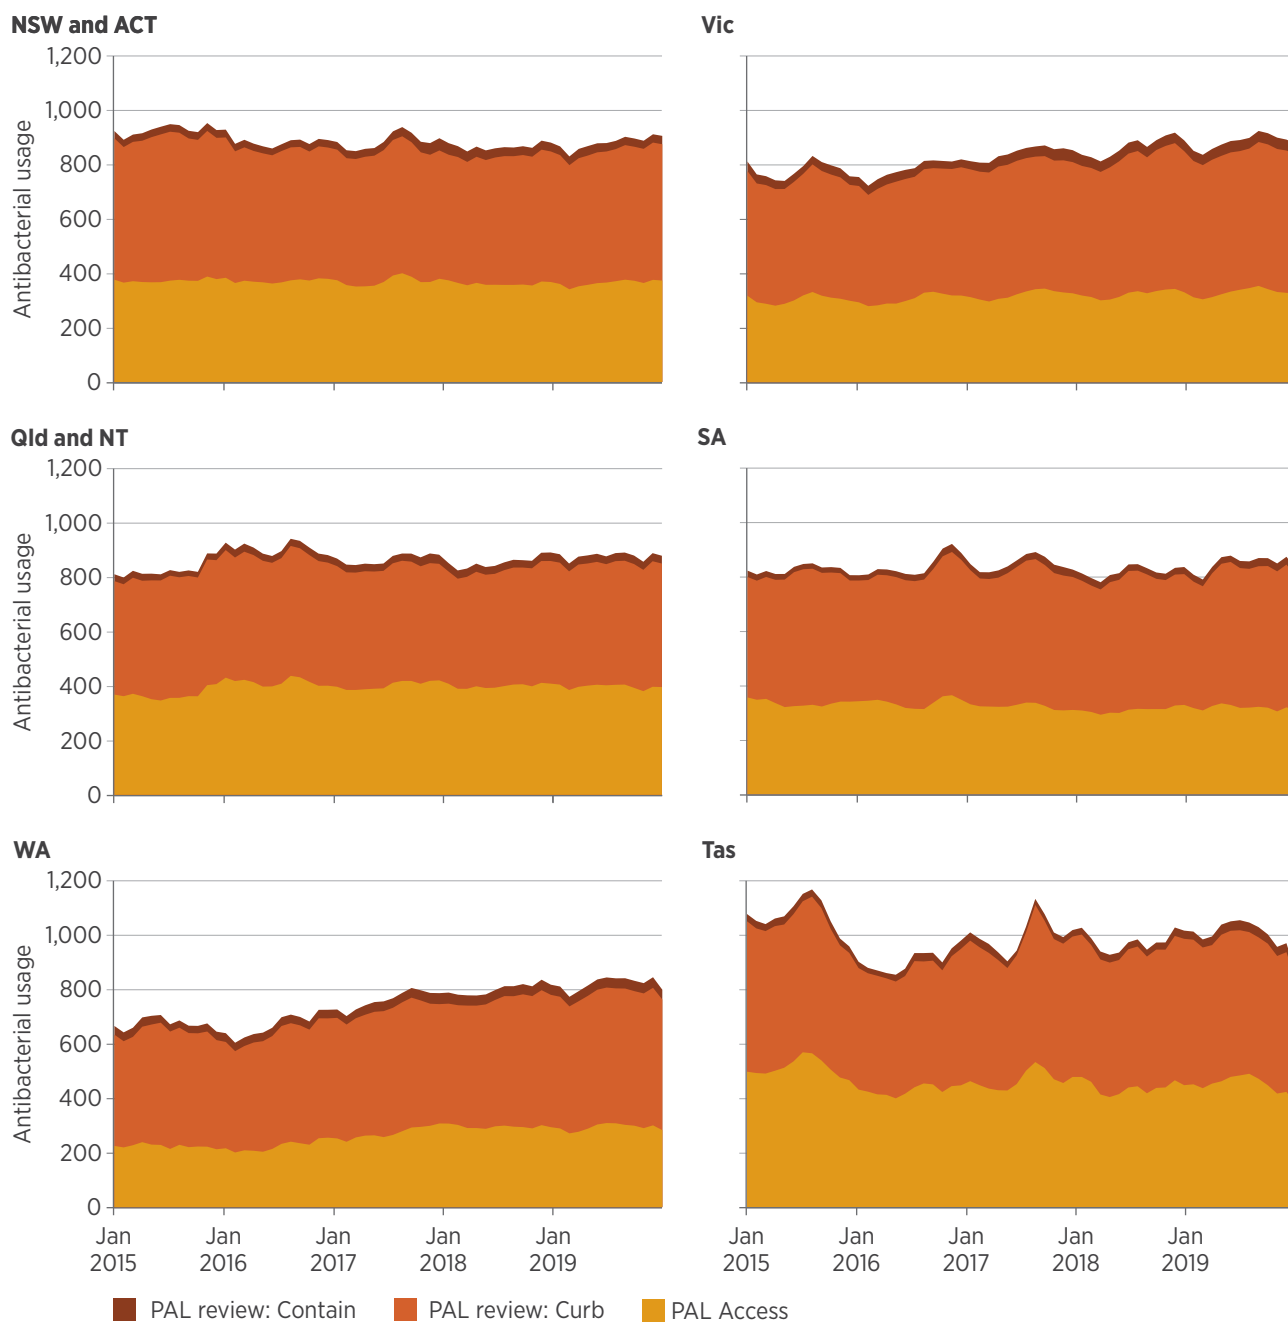 NSW and ACT
1,200
1,000
800
600
400
200
0
Antibacterial usage
Vic
Qld and NT
1,200
1,000
800
600
400
200
0
Antibacterial usage
SA
WA
1,200
1,000
800
600
400
200
0
Antibacterial usage
Jan 2015
Jan 2016
Jan 2017
Jan 2018
Jan 2019
Tas
Jan 2015
Jan 2016
Jan 2017
Jan 2018
Jan 2019
PAL review: Contain
PAL review: Curb
PAL Access